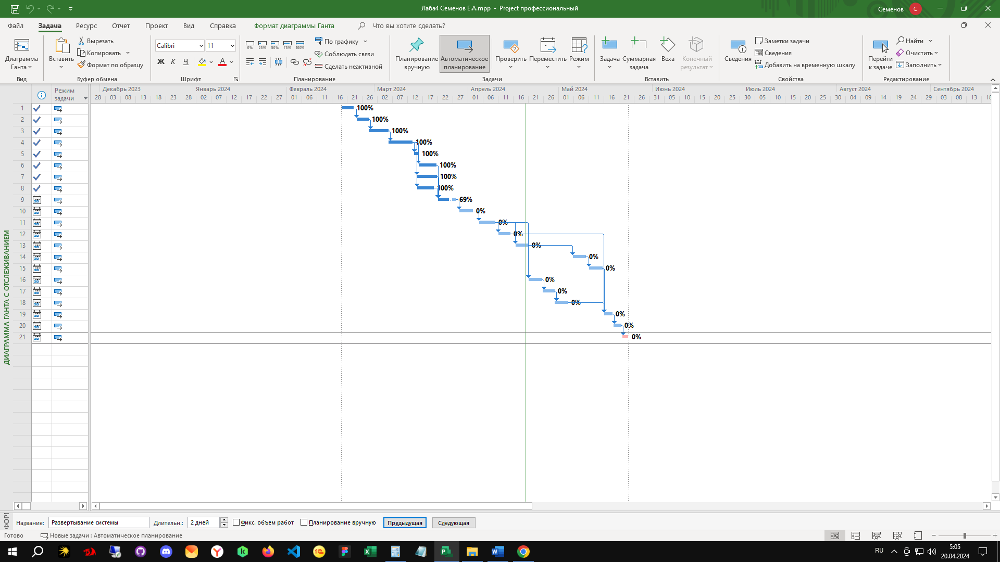 Лаба4 Семенов Е.А.mpp - Project профессиональный
Семенов С
Файл Задача Ресурс Отчет Проект Вид Справка Формат диаграммы Ганта Что вы хотите сделать?
Диаграмма Ганта
Вид
Вставить
Вырезать
Копировать
Формат по образцу
Буфер обмена
Calibri 11
Ж К Ч А
Шрифт
0% 25% 50% 75% 100%
По графику
Соблюдать связи
Сделать неактивной
Планирование
Планирование вручную
Автоматическое планирование
Проверить
Переместить
Режим
Задачи
Задача
Суммарная задача
Веха
Конечный результат
Вставить
Сведения
Заметки задачи
Сведения
Добавить на временную шкалу
Свойства
Перейти к задаче
Найти
Очистить
Заполнить
Редактирование
Режим задачи
Декабрь 2023 Январь 2024 Февраль 2024 Март 2024 Апрель 2024 Май 2024 Июнь 2024 Июль 2024 Август 2024 Сентябрь 2024
28 03 08 13 18 23 28 02 07 12 17 22 27 01 06 11 16 21 26 02 07 12 17 22 27 01 06 11 16 21 26 01 06 11 16 21 26 31 05 10 15 20 25 30 05 10 15 20 25 30 04 09 14 19 24 29 03 08 13 18
1 100%
2 100%
3 100%
4 100%
5 100%
6 100%
7 100%
8 100%
9 69%
10 0%
11 0%
12 0%
13 0%
14 0%
15 0%
16 0%
17 0%
18 0%
19 0%
20 0%
21 0%
ДИАГРАММА ГАНТА С ОТСЛЕЖИВАНИЕМ
Название: Развертывание системы Длительн.: 2 дней Фикс. объем работ Планирование вручную Предыдущая Следующая
Готово Новые задачи : Автоматическое планирование
RU 5:05
20.04.2024